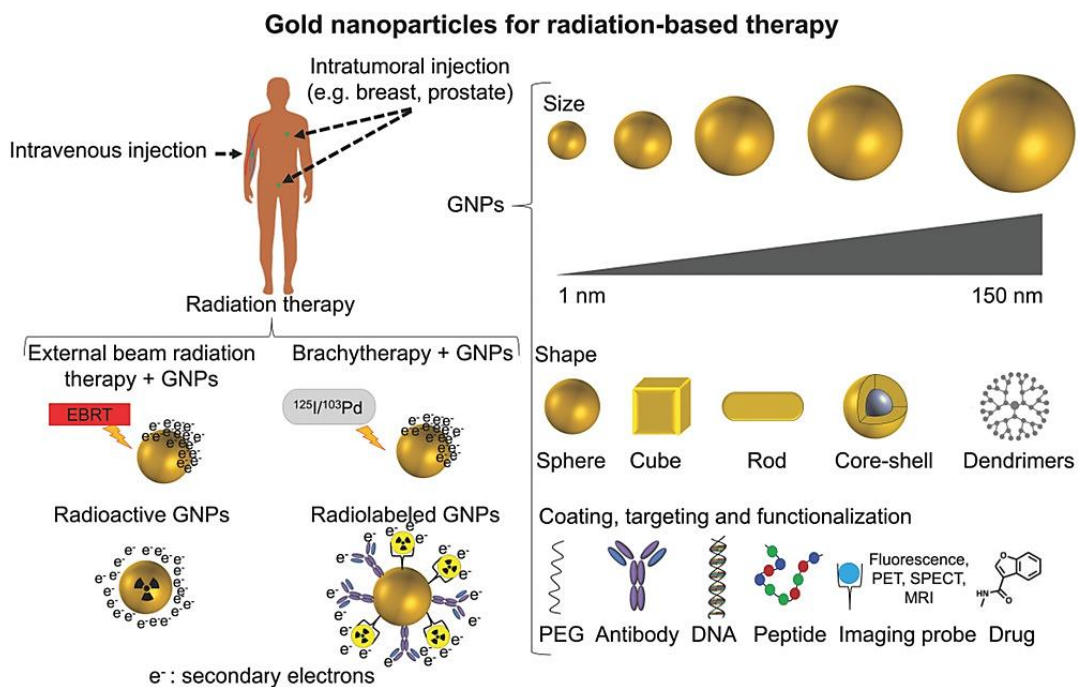 Gold nanoparticles for radiation-based therapy
Intratumoral injection
(e.g. breast, prostate)
Intravenous injection
Radiation therapy
External beam radiation
therapy + GNPs
Brachytherapy + GNPs
EBRT
¹²⁵I/¹⁰³Pd
e⁻ e⁻ e⁻ e⁻ e⁻ e⁻ e⁻ e⁻
e⁻ e⁻ e⁻ e⁻ e⁻ e⁻ e⁻ e⁻
Radioactive GNPs
Radiolabeled GNPs
e⁻ e⁻ e⁻ e⁻ e⁻ e⁻ e⁻ e⁻
e⁻ e⁻ e⁻ e⁻ e⁻ e⁻ e⁻ e⁻
e⁻ : secondary electrons
GNPs
Size
1 nm
150 nm
Shape
Sphere
Cube
Rod
Core-shell
Dendrimers
Coating, targeting and functionalization
Fluorescence,
PET, SPECT,
MRI
O
HN
O
PEG
Antibody
DNA
Peptide
Imaging probe
Drug